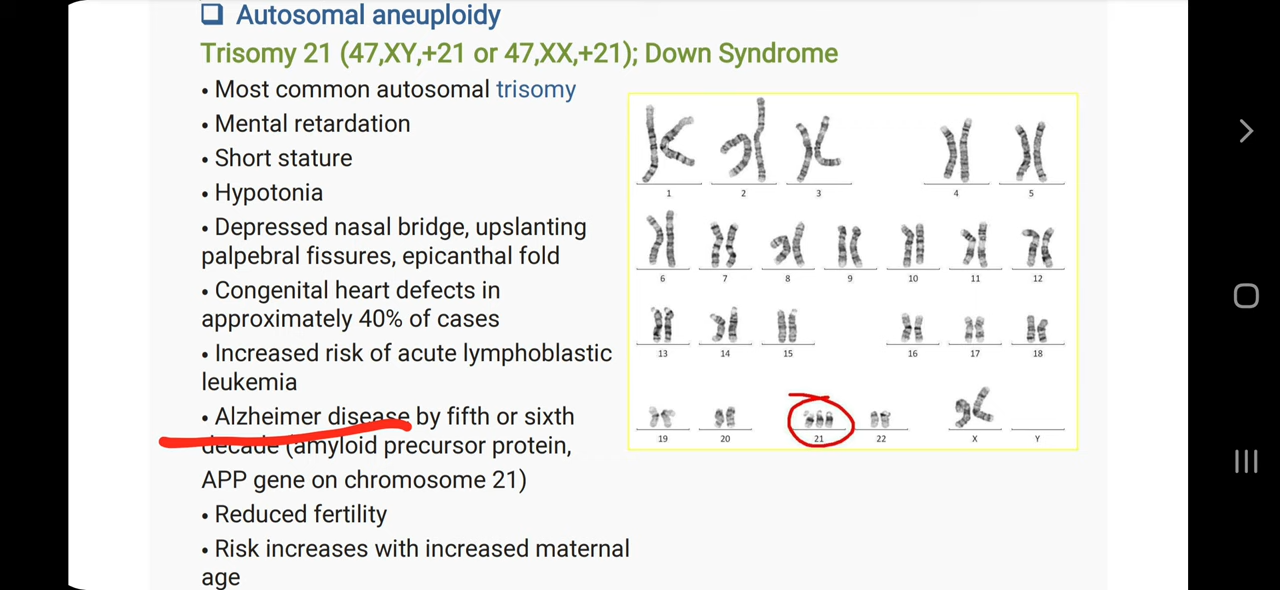 Autosomal aneuploidy
Trisomy 21 (47,XY,+21 or 47,XX,+21); Down Syndrome
• Most common autosomal trisomy
• Mental retardation
• Short stature
• Hypotonia
• Depressed nasal bridge, upslanting
palpebral fissures, epicanthal fold
• Congenital heart defects in
approximately 40% of cases
• Increased risk of acute lymphoblastic
leukemia
• Alzheimer disease by fifth or sixth
decade (amyloid precursor protein,
APP gene on chromosome 21)
• Reduced fertility
• Risk increases with increased maternal
age
1 2 3 4 5
6 7 8 9 10 11 12
13 14 15 16 17 18
19 20 21 22 X Y